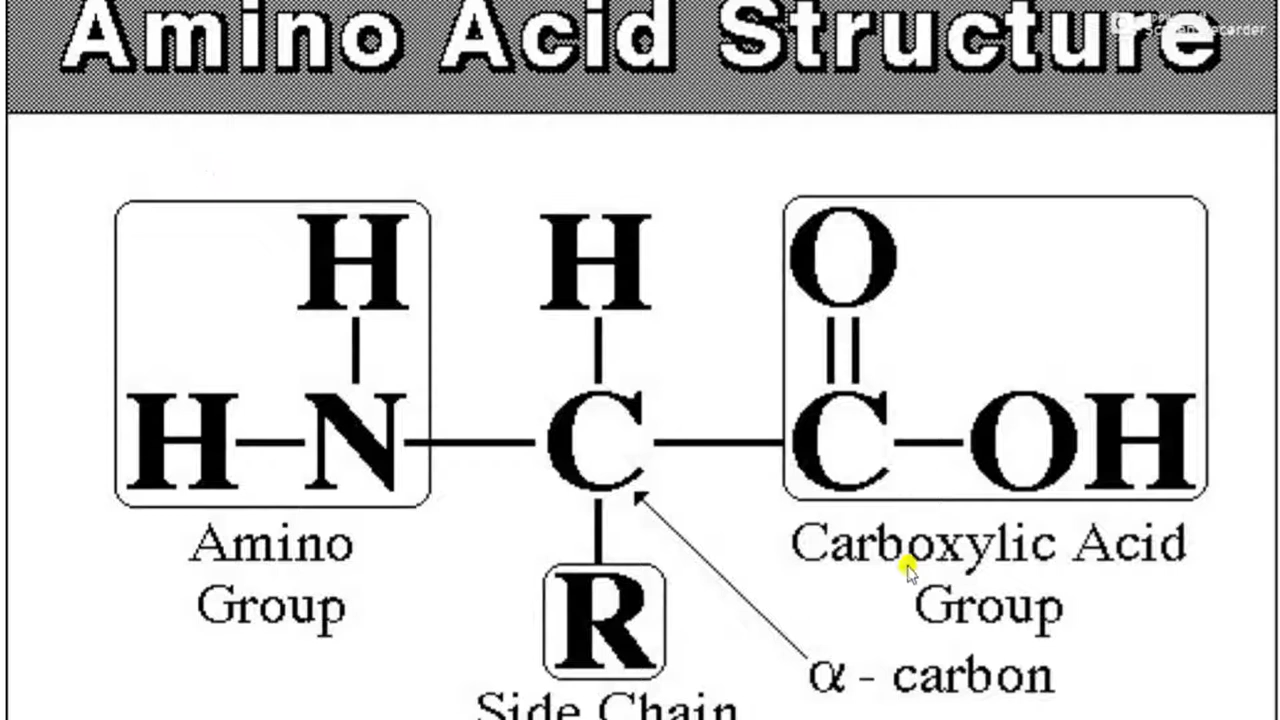 Amino Acid Structure
H H O
H N C C OH
Amino
Group
Carboxylic Acid
Group
R
α - carbon
Side Chain